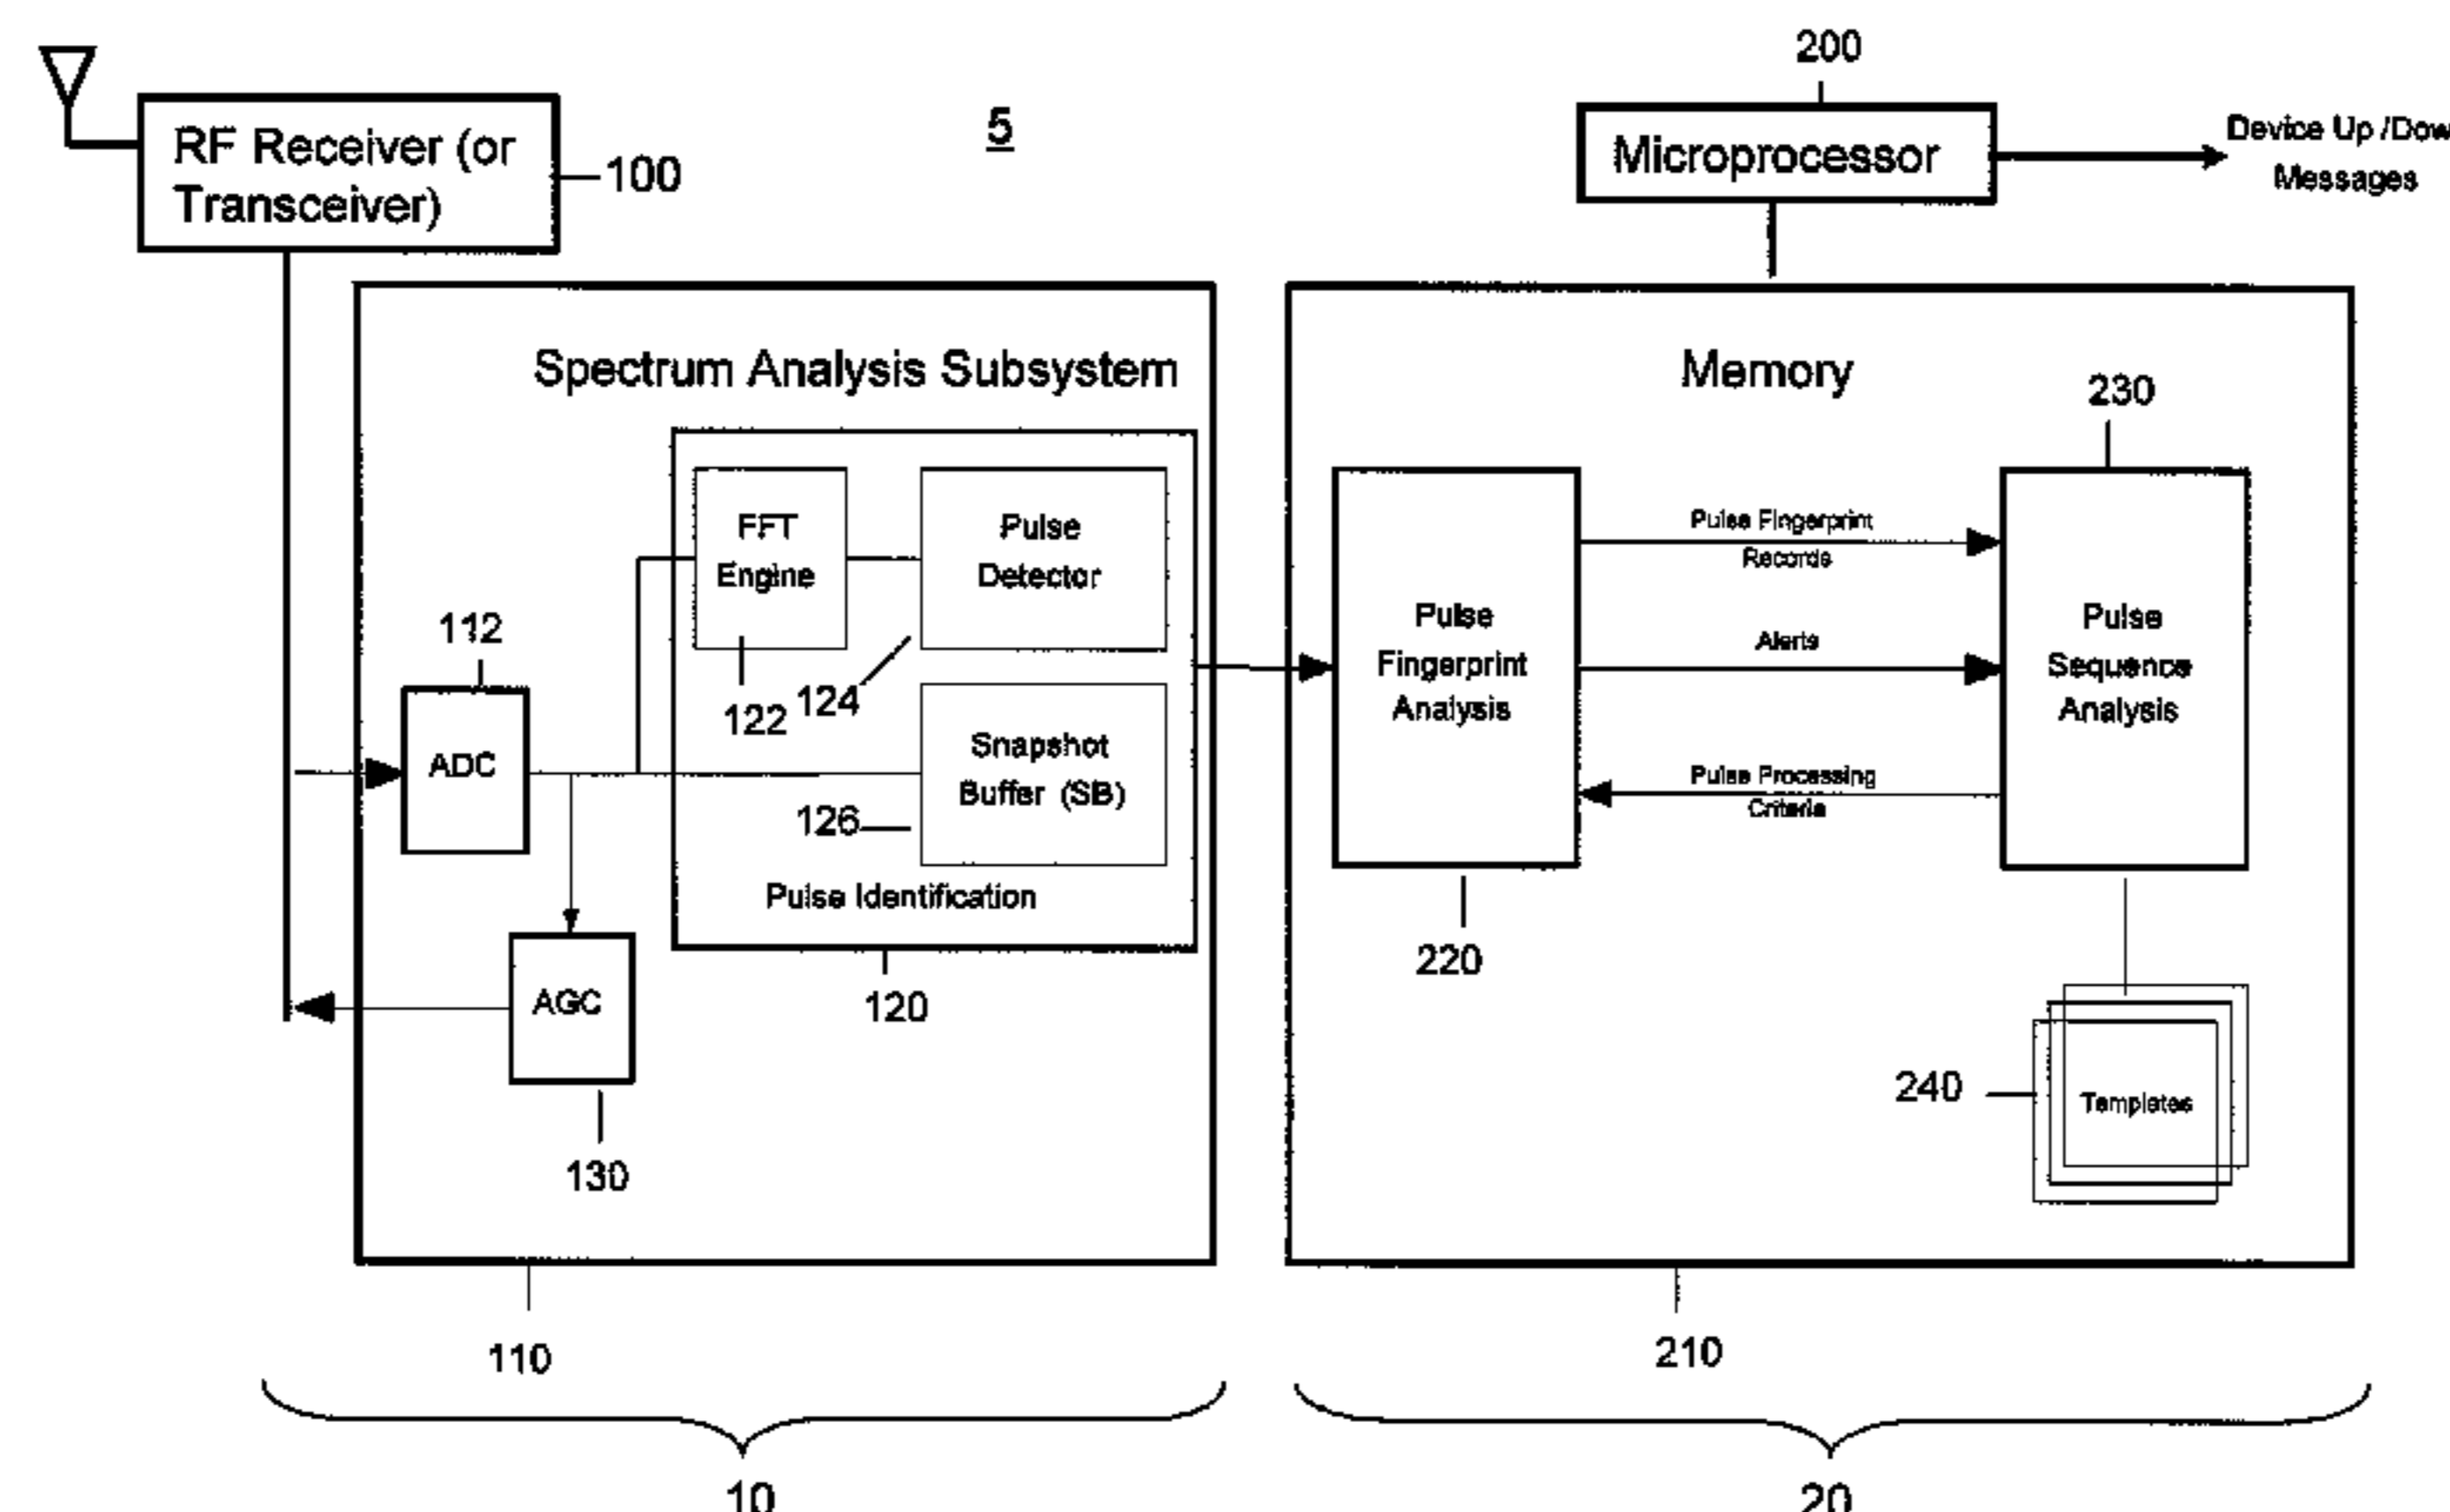 200
5
RF Receiver (or
Transceiver)
100
Microprocessor
Device Up /Dow
Messages
Spectrum Analysis Subsystem
Memory
230
FFT
Engine
Pulse
Detector
122
124
112
ADC
Snapshot
Buffer (SB)
126
Pulse Identification
120
AGC
130
Pulse
Fingerprint
Analysis
220
Pulse Fingerprint
Records
Alerts
Pulse Processing
Criteria
Pulse
Sequence
Analysis
240
Templates
110
210
10
20